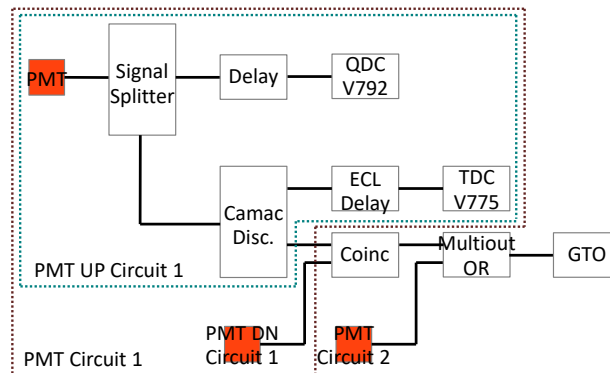 PMT
Signal
Splitter
Delay
QDC
V792
Camac
Disc.
ECL
Delay
TDC
V775
PMT UP Circuit 1
Coinc
Multiout
OR
GTO
PMT DN
Circuit 1
PMT
Circuit 2
PMT Circuit 1